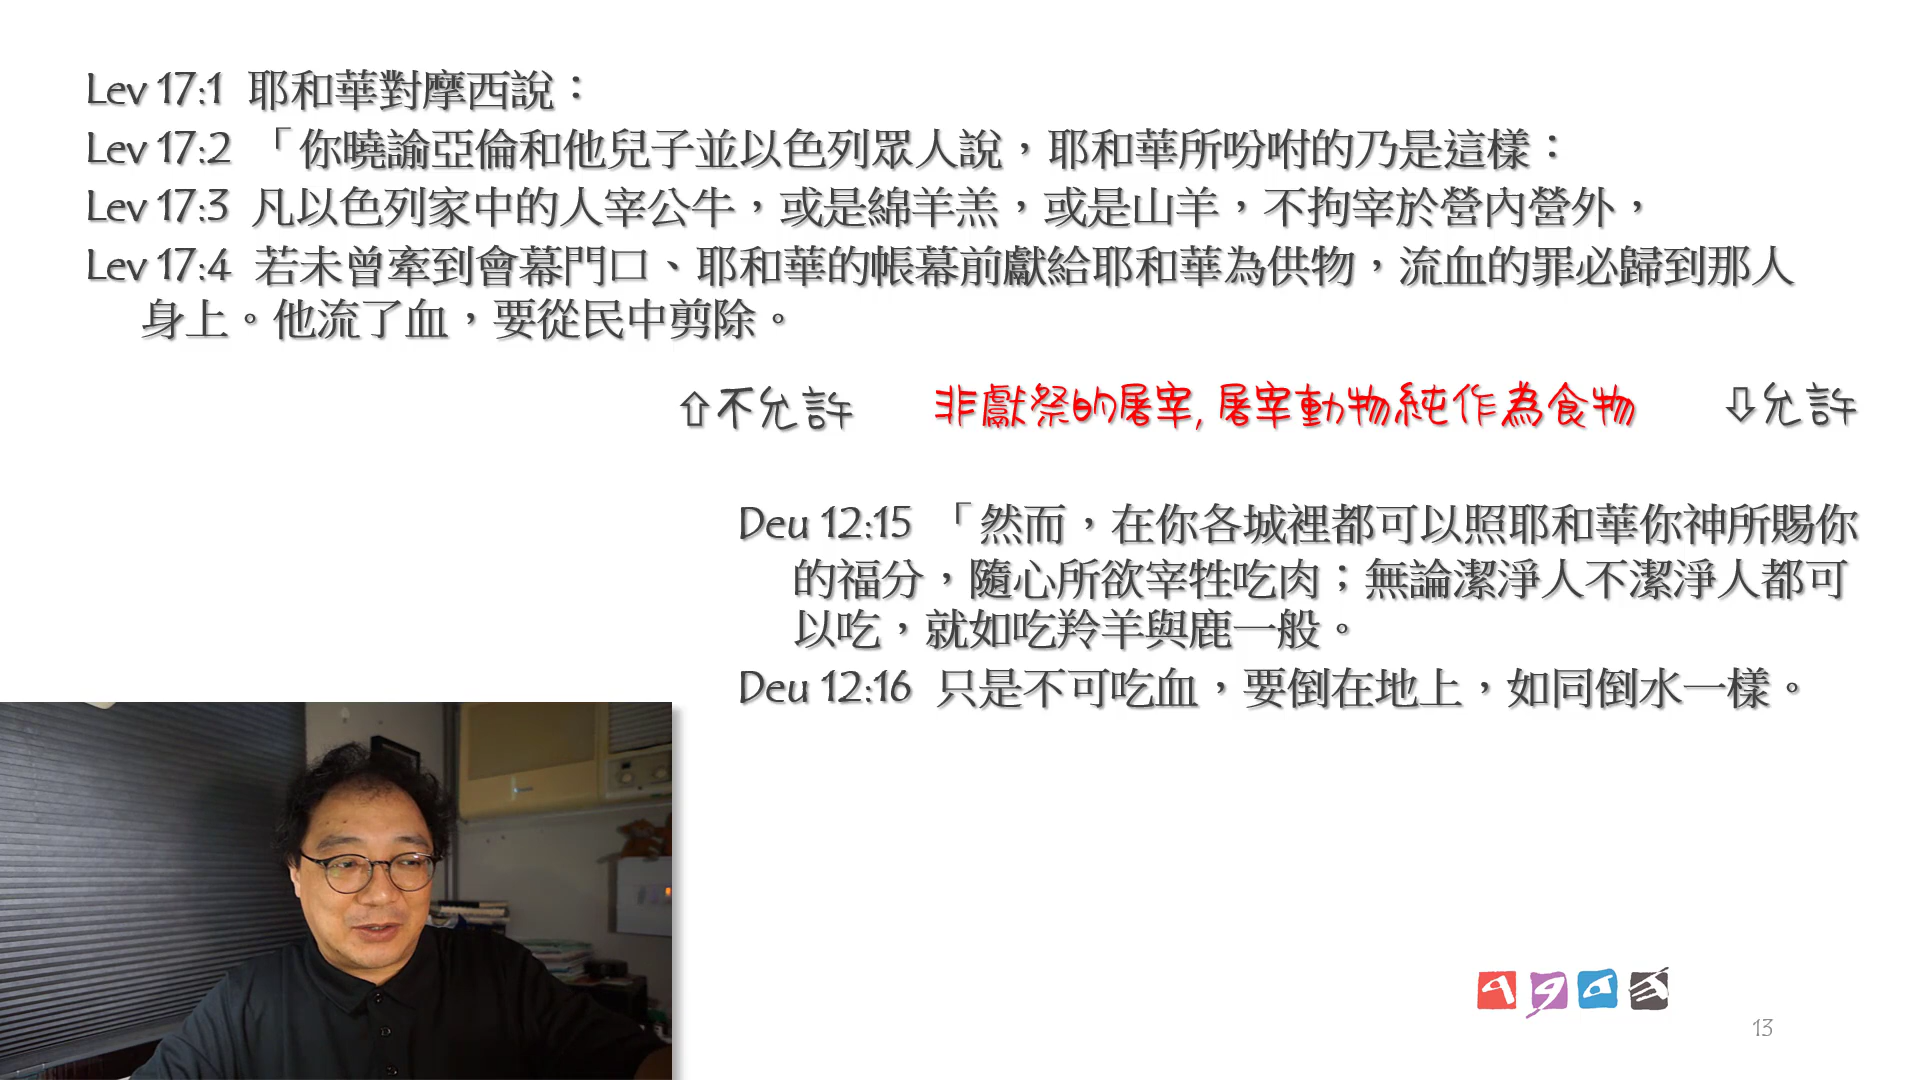 Lev 17:1 耶和華對摩西說：
Lev 17:2 「你曉諭亞倫和他兒子並以色列眾人說，耶和華所吩咐的乃是這樣：
Lev 17:3 凡以色列家中的人宰公牛，或是綿羊羔，或是山羊，不拘宰於營內營外，
Lev 17:4 若未曾牽到會幕門口、耶和華的帳幕前獻給耶和華為供物，流血的罪必歸到那人
身上。他流了血，要從民中剪除。
⇧不允許 非獻祭的屠宰, 屠宰動物純作為食物 ⇩允許
Deu 12:15 「然而，在你各城裡都可以照耶和華你神所賜你
的福分，隨心所欲宰牲吃肉；無論潔淨人不潔淨人都可
以吃，就如吃羚羊與鹿一般。
Deu 12:16 只是不可吃血，要倒在地上，如同倒水一樣。
13